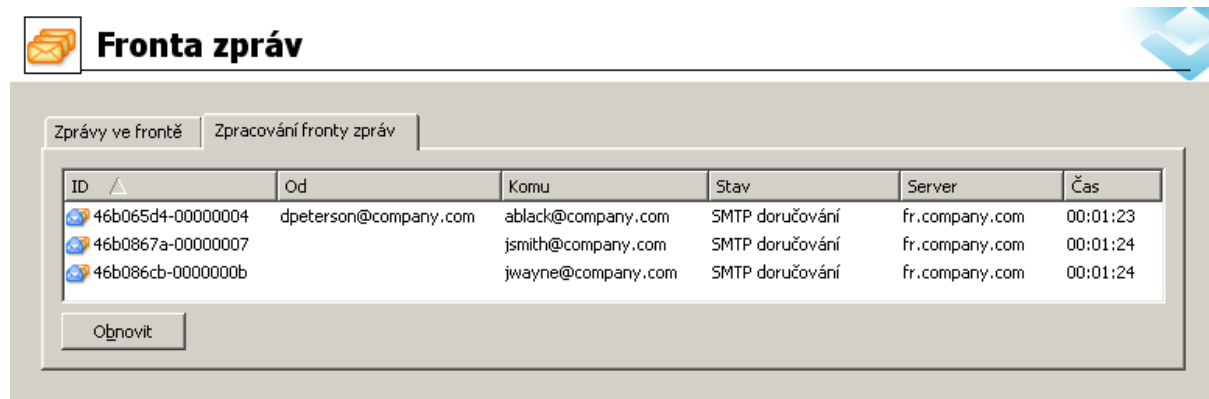 Fronta zpráv
Zprávy ve frontě Zpracování fronty zpráv
ID Od Komu Stav Server Čas
46b065d4-00000004 dpeterson@company.com ablack@company.com SMTP doručování fr.company.com 00:01:23
46b0867a-00000007 jsmith@company.com SMTP doručování fr.company.com 00:01:24
46b086cb-0000000b jwayne@company.com SMTP doručování fr.company.com 00:01:24
Obnovit